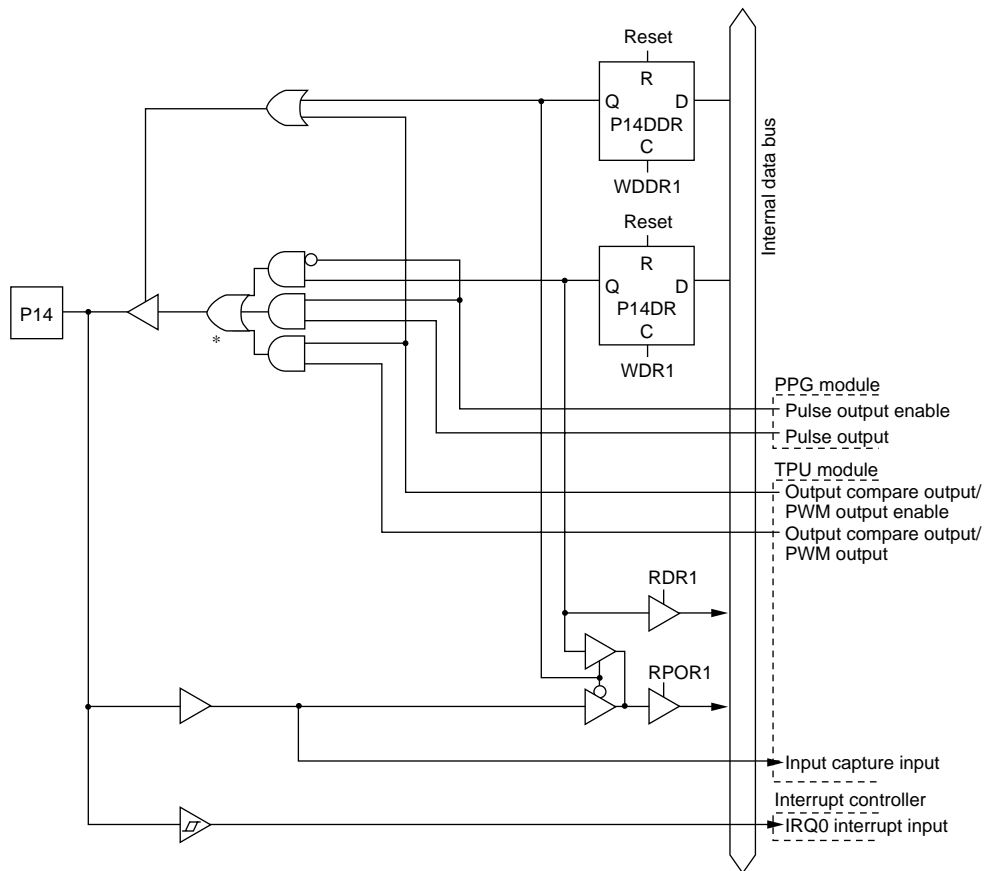 Reset
R
Q D
P14DDR
C
WDDR1
Internal data bus
Reset
R
Q D
P14DR
C
WDR1
P14
*
PPG module
Pulse output enable
Pulse output
TPU module
Output compare output/
PWM output enable
Output compare output/
PWM output
RDR1
RPOR1
Input capture input
Interrupt controller
IRQ0 interrupt input